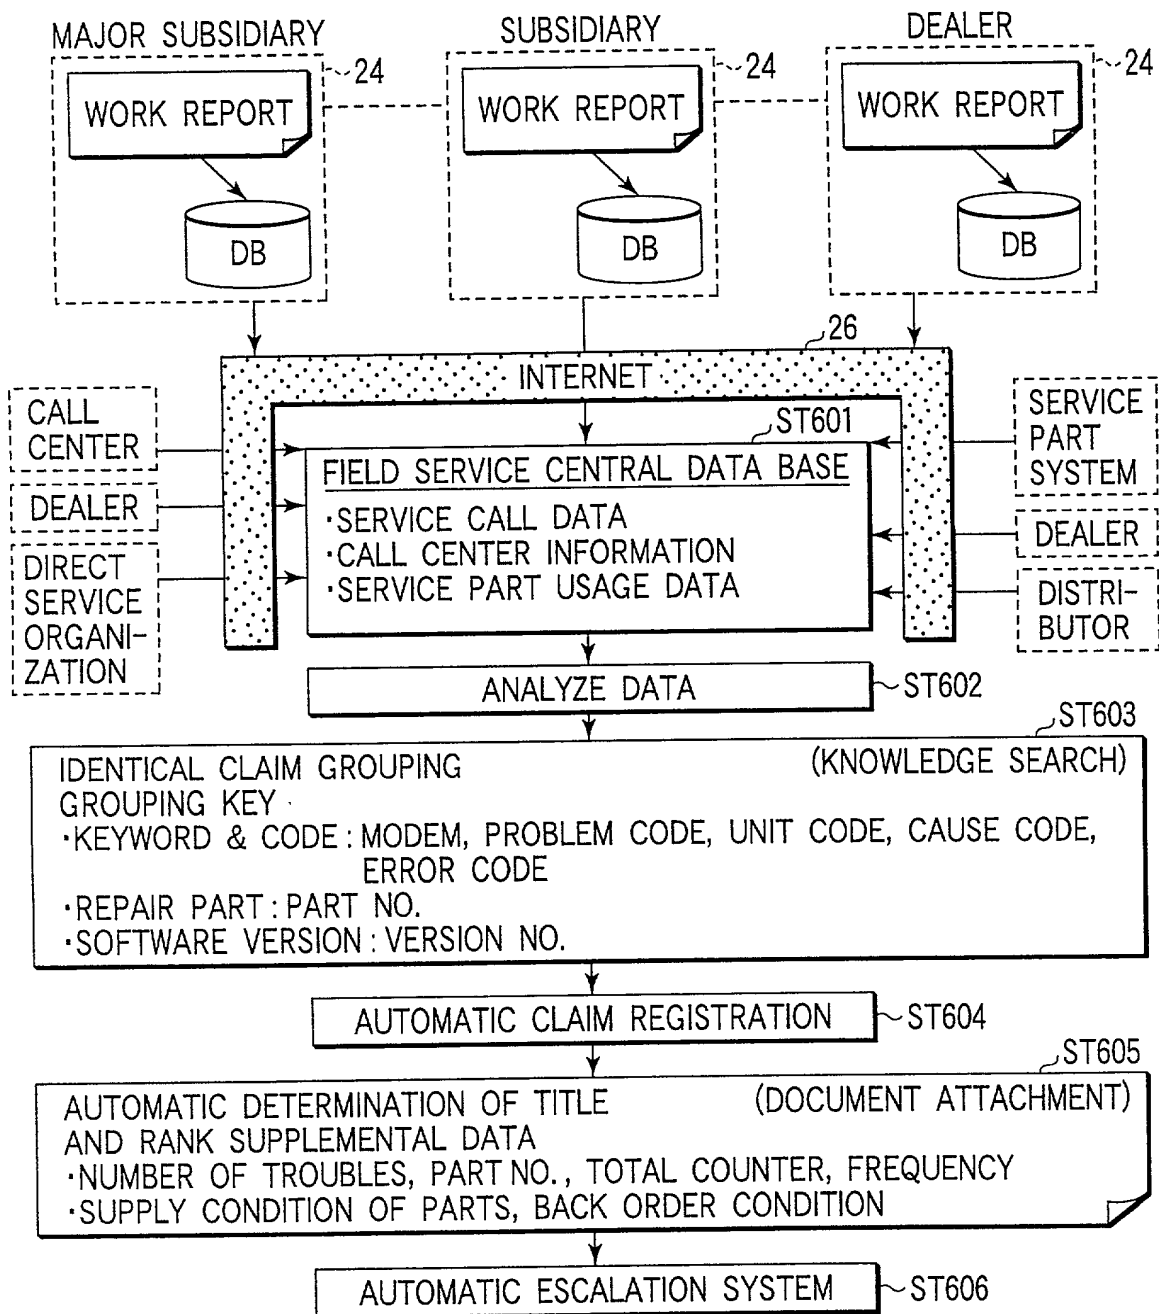 MAJOR SUBSIDIARY
24
WORK REPORT
DB
SUBSIDIARY
24
WORK REPORT
DB
DEALER
24
WORK REPORT
DB
26
INTERNET
CALL
CENTER
DEALER
DIRECT
SERVICE
ORGANI-
ZATION
ST601
FIELD SERVICE CENTRAL DATA BASE
·SERVICE CALL DATA
·CALL CENTER INFORMATION
·SERVICE PART USAGE DATA
SERVICE
PART
SYSTEM
DEALER
DISTRI-
BUTOR
ANALYZE DATA
ST602
ST603
IDENTICAL CLAIM GROUPING (KNOWLEDGE SEARCH)
GROUPING KEY
·KEYWORD & CODE : MODEM, PROBLEM CODE, UNIT CODE, CAUSE CODE,
ERROR CODE
·REPAIR PART : PART NO.
·SOFTWARE VERSION : VERSION NO.
AUTOMATIC CLAIM REGISTRATION
ST604
ST605
AUTOMATIC DETERMINATION OF TITLE (DOCUMENT ATTACHMENT)
AND RANK SUPPLEMENTAL DATA
·NUMBER OF TROUBLES, PART NO., TOTAL COUNTER, FREQUENCY
·SUPPLY CONDITION OF PARTS, BACK ORDER CONDITION
AUTOMATIC ESCALATION SYSTEM
ST606